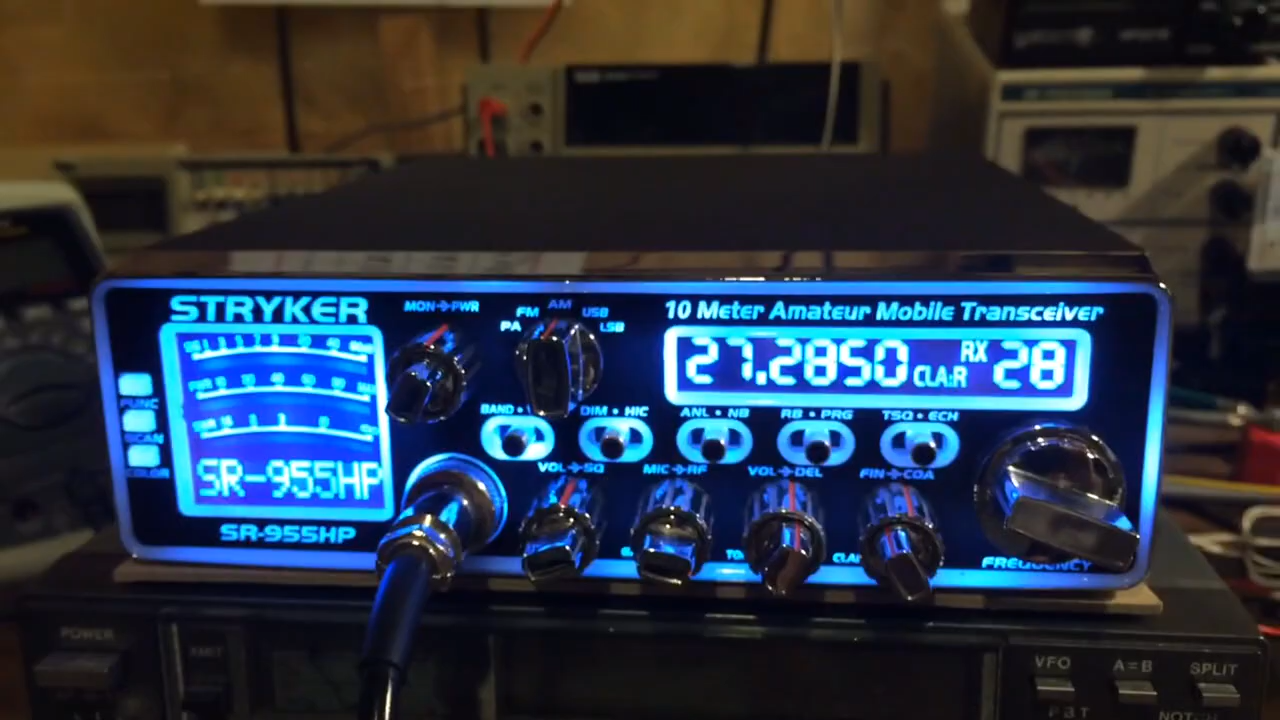 STRYKER
MON→PWR
FM AM USB
PA LSB
10 Meter Amateur Mobile Transceiver
27.2850 CLA:R RX 28
FUNC
SCAN
BAND • DIM • HIC ANL • NB RB • PRG TSQ • ECH
VOL→SQ MIC→RF VOL→DEL FIN→COA
SR-955HP
SR-955HP
FREQUENCY
POWER
XMIT
VFO A=B SPLIT
PBT